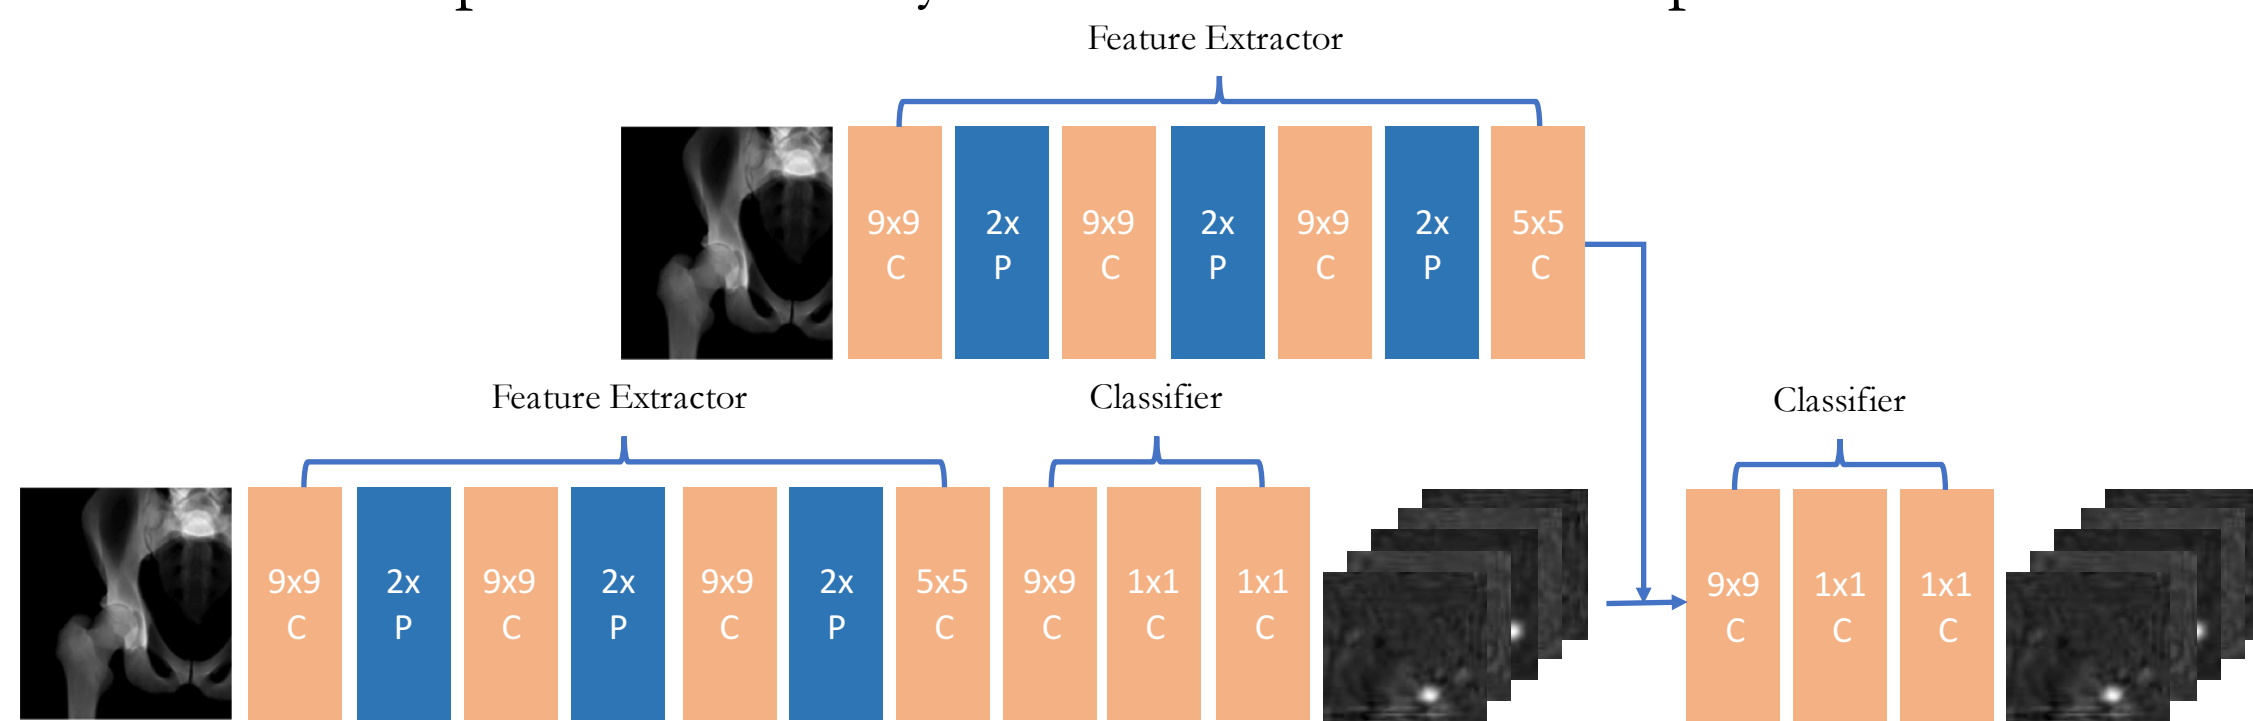 Feature Extractor
9x9 2x 9x9 2x 9x9 2x 5x5
C P C P C P C
Feature Extractor Classifier Classifier
9x9 2x 9x9 2x 9x9 2x 5x5 9x9 1x1 1x1 9x9 1x1 1x1
C P C P C P C C C C C C C